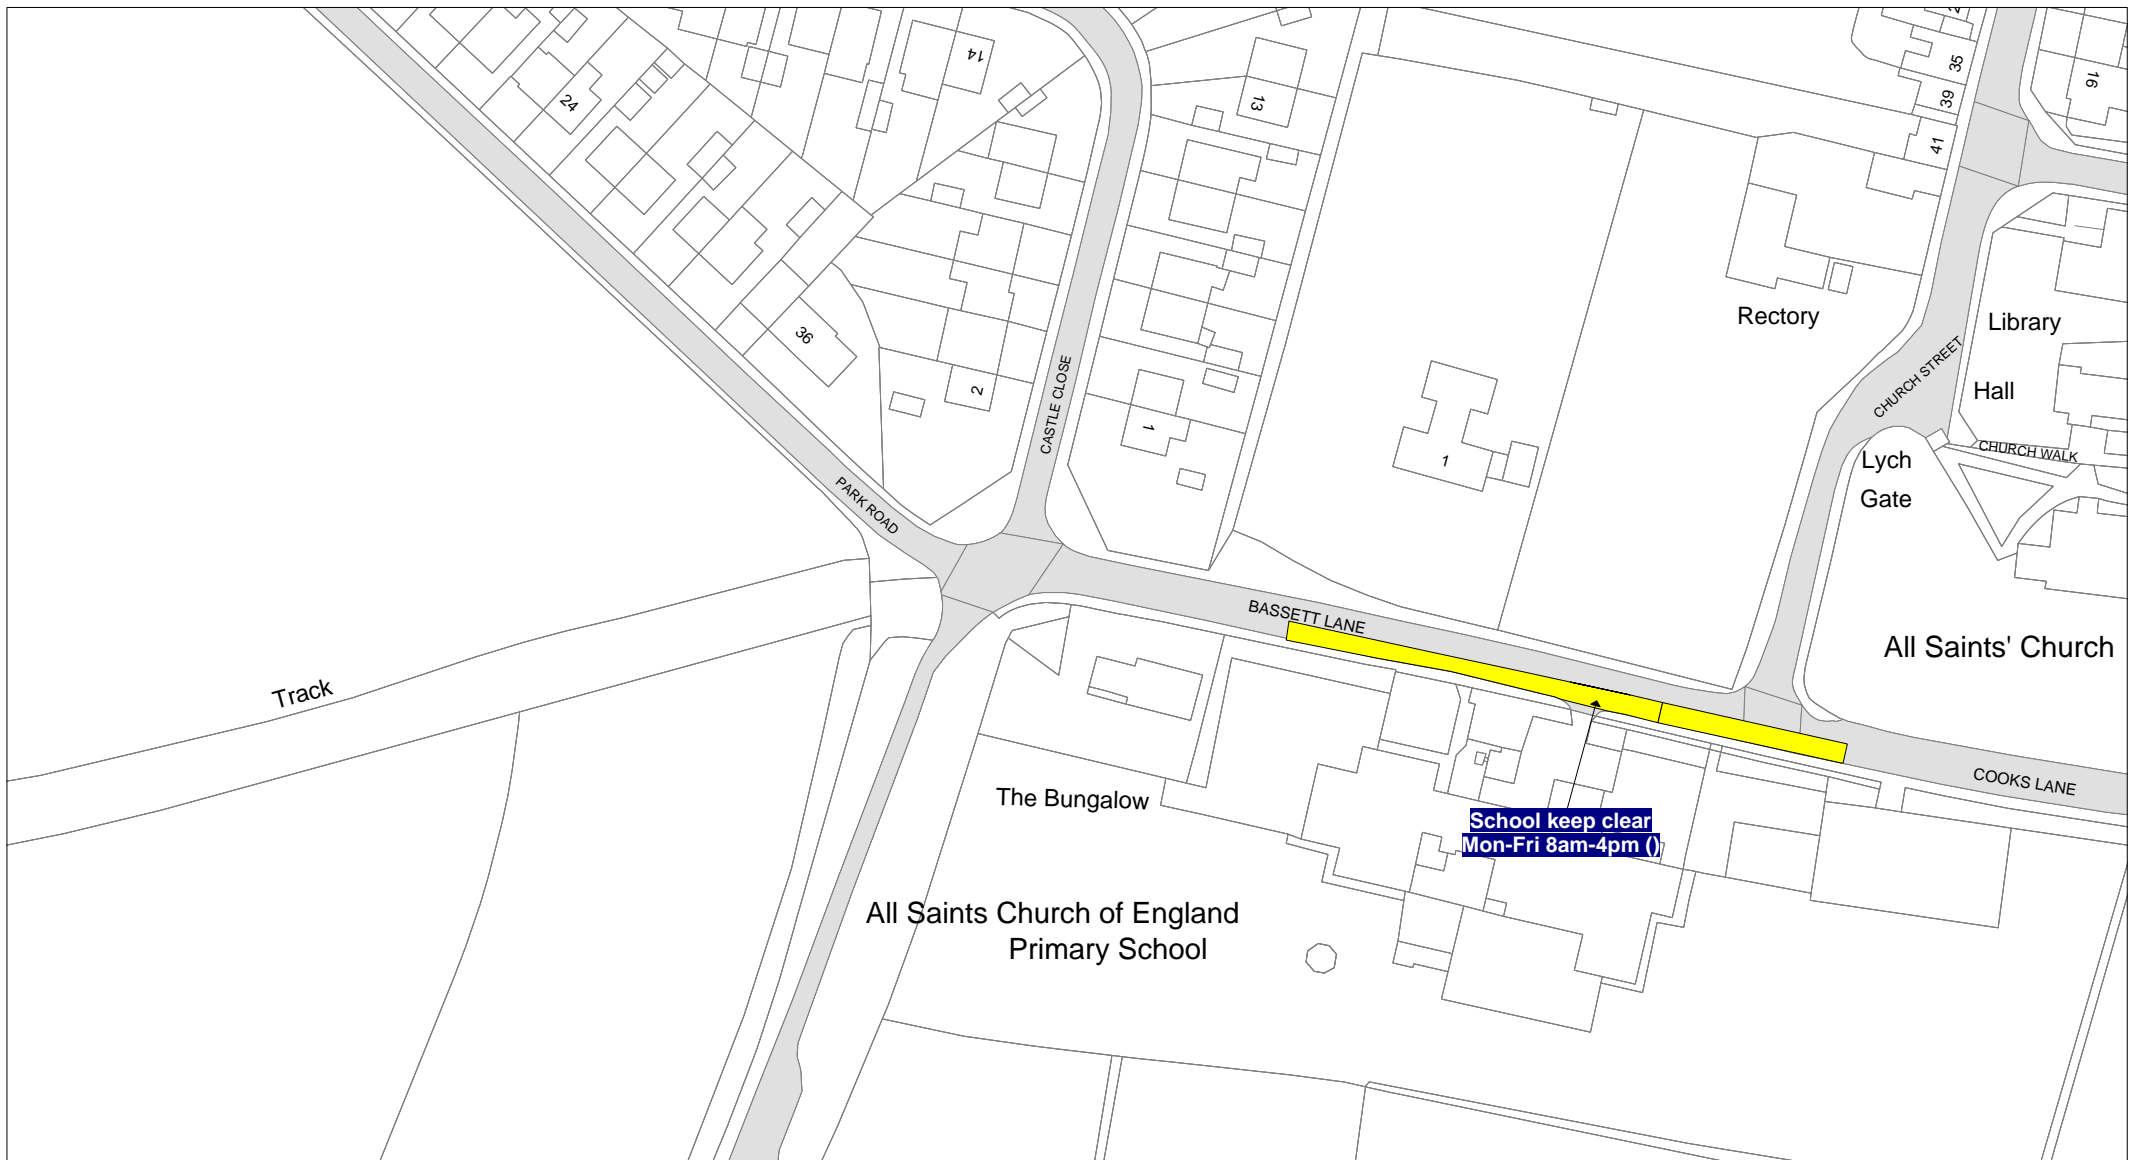 14
24
13
35
39
41
16
36
2
1
1
CASTLE CLOSE
PARK ROAD
Rectory
Library
Hall
CHURCH STREET
CHURCH WALK
Lych
Gate
BASSETT LANE
All Saints' Church
Track
COOKS LANE
The Bungalow
School keep clear
Mon-Fri 8am-4pm ()
All Saints Church of England
Primary School